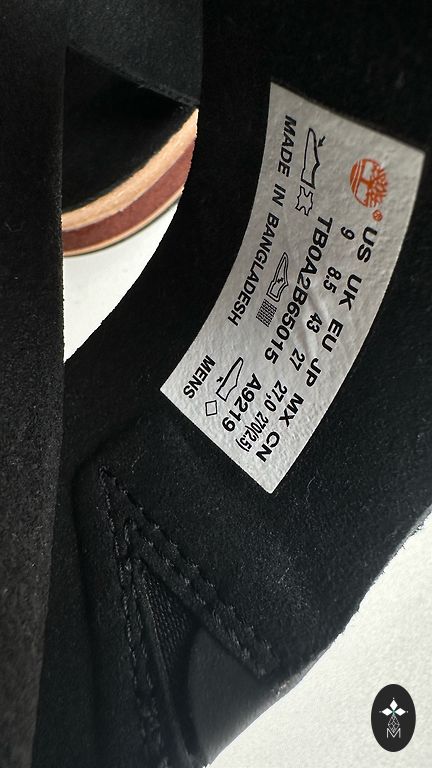 US UK EU JP MX CN
9 8.5 43 27 27,0 270(2.5)
TB0A2B65015 A9219
MADE IN BANGLADESH
MENS
M